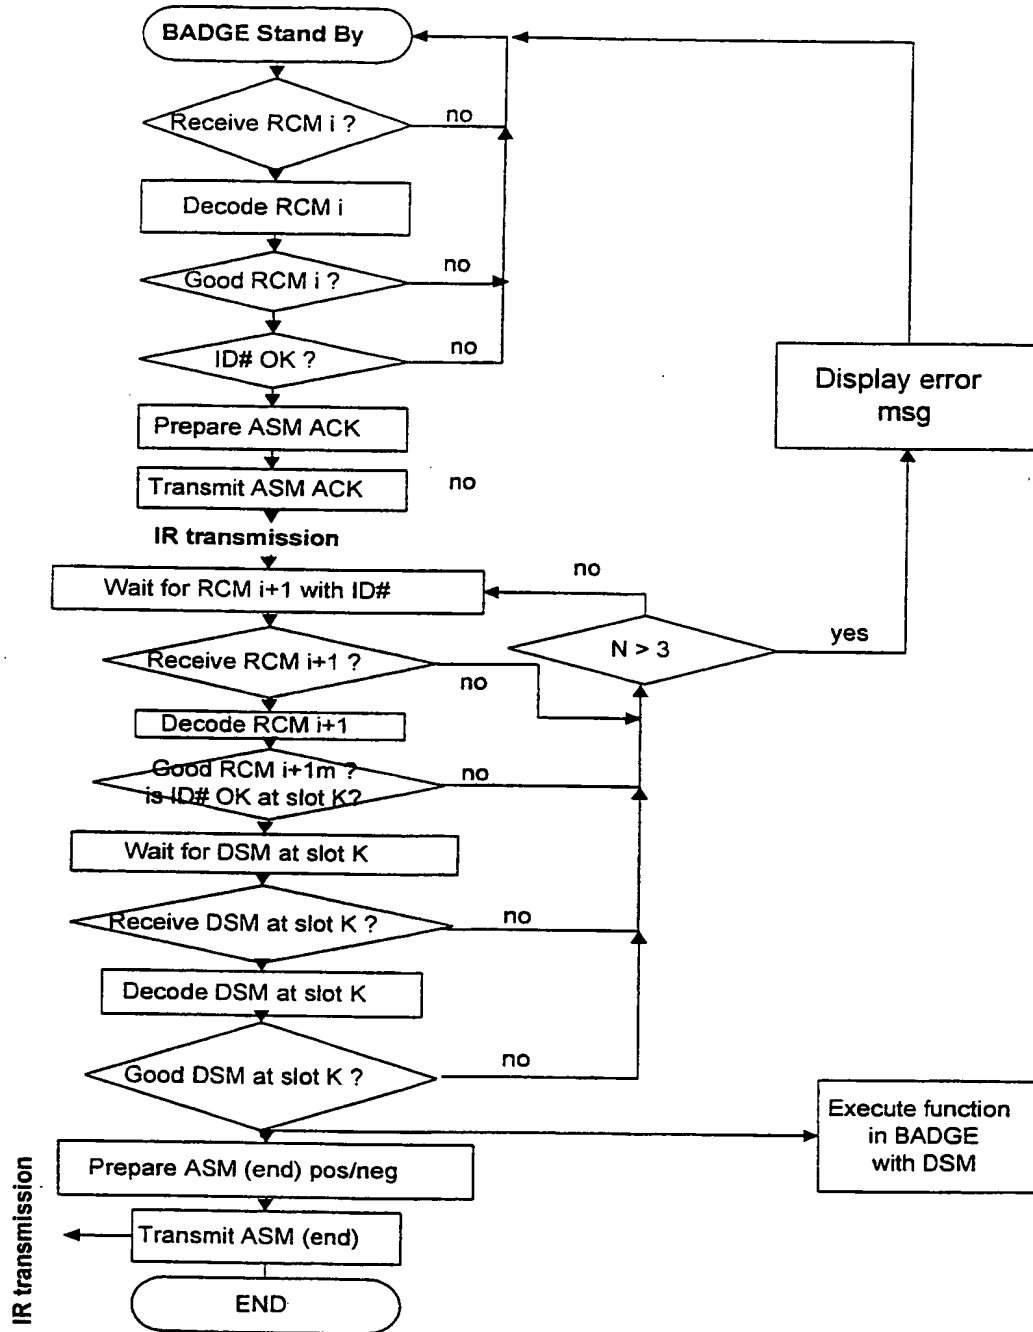 BADGE Stand By
Receive RCM i ?
no
Decode RCM i
Good RCM i ?
no
ID# OK ?
no
Display error
msg
Prepare ASM ACK
Transmit ASM ACK
no
IR transmission
Wait for RCM i+1 with ID#
no
N > 3
yes
Receive RCM i+1 ?
no
Decode RCM i+1
Good RCM i+1m ?
is ID# OK at slot K?
no
Wait for DSM at slot K
Receive DSM at slot K ?
no
Decode DSM at slot K
Good DSM at slot K ?
no
Execute function
in BADGE
with DSM
Prepare ASM (end) pos/neg
Transmit ASM (end)
IR transmission
END